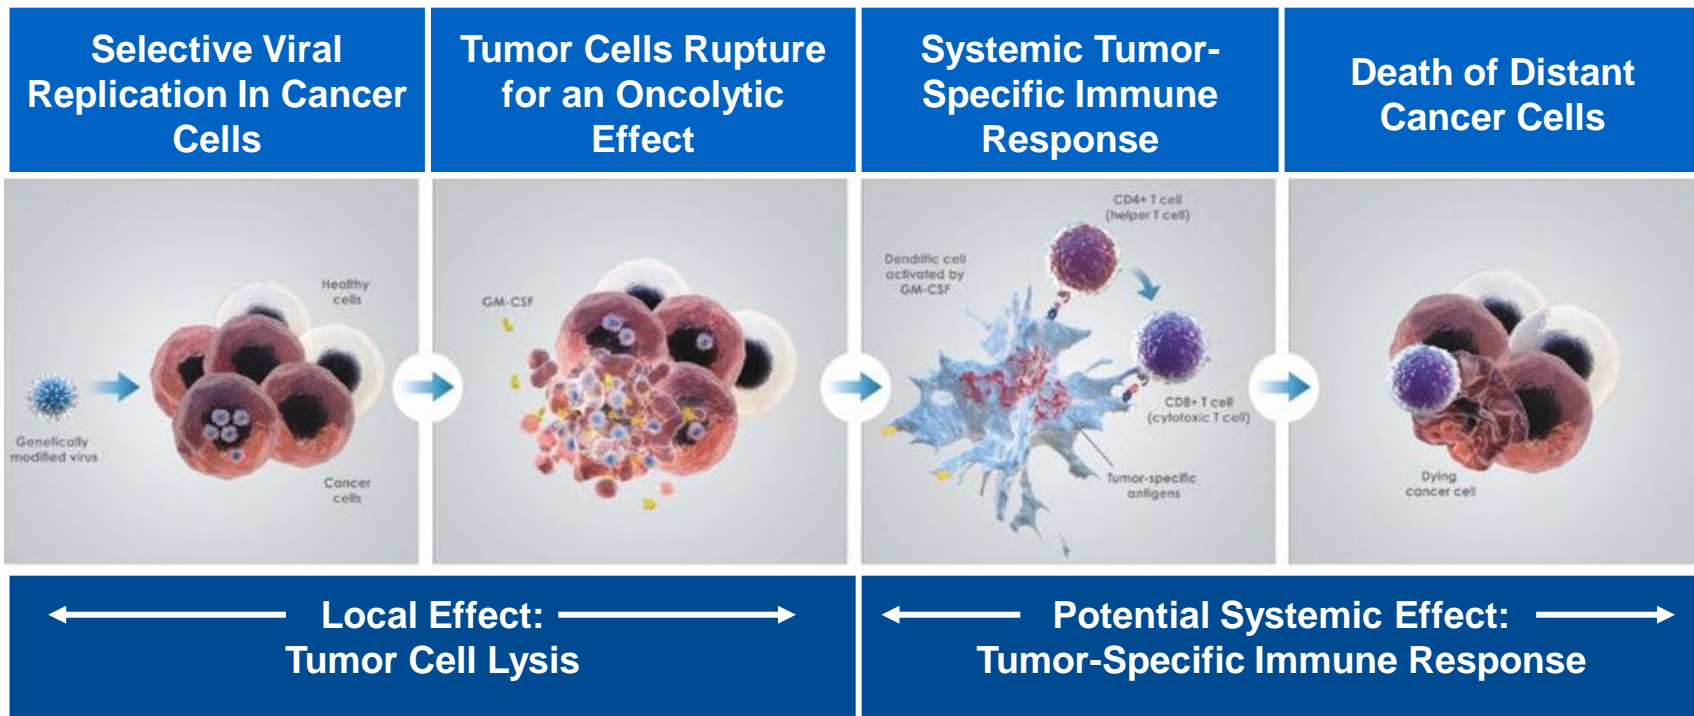 Selective Viral
Replication In Cancer
Cells
Tumor Cells Rupture
for an Oncolytic
Effect
Systemic Tumor-
Specific Immune
Response
Death of Distant
Cancer Cells
Healthy
cells
Genetically
modified virus
Cancer
cells
GM-CSF
CD4+ T cell
(helper T cell)
Dendritic cell
activated by
GM-CSF
CD8+ T cell
(cytotoxic T cell)
Tumor-specific
antigens
Dying
cancer cell
Local Effect:
Tumor Cell Lysis
Potential Systemic Effect:
Tumor-Specific Immune Response